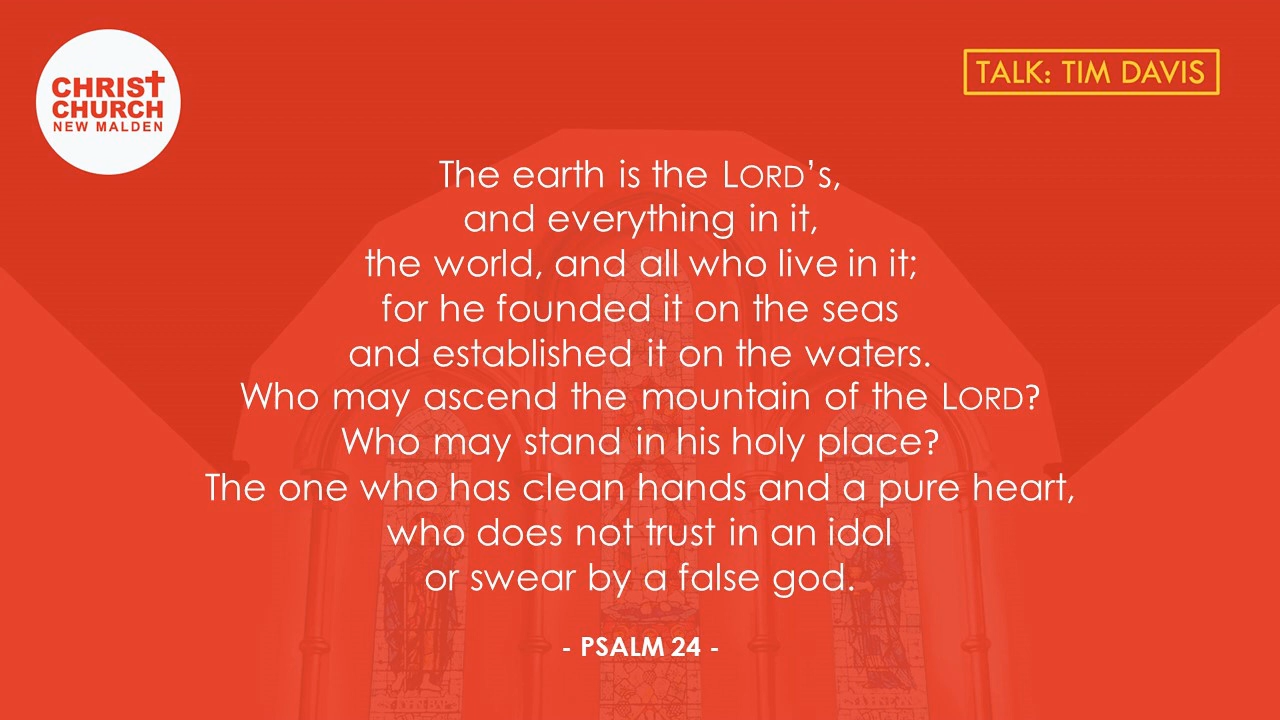 CHRIST
CHURCH
NEW MALDEN
TALK: TIM DAVIS
The earth is the LORD’s,
and everything in it,
the world, and all who live in it;
for he founded it on the seas
and established it on the waters.
Who may ascend the mountain of the LORD?
Who may stand in his holy place?
The one who has clean hands and a pure heart,
who does not trust in an idol
or swear by a false god.
- PSALM 24 -